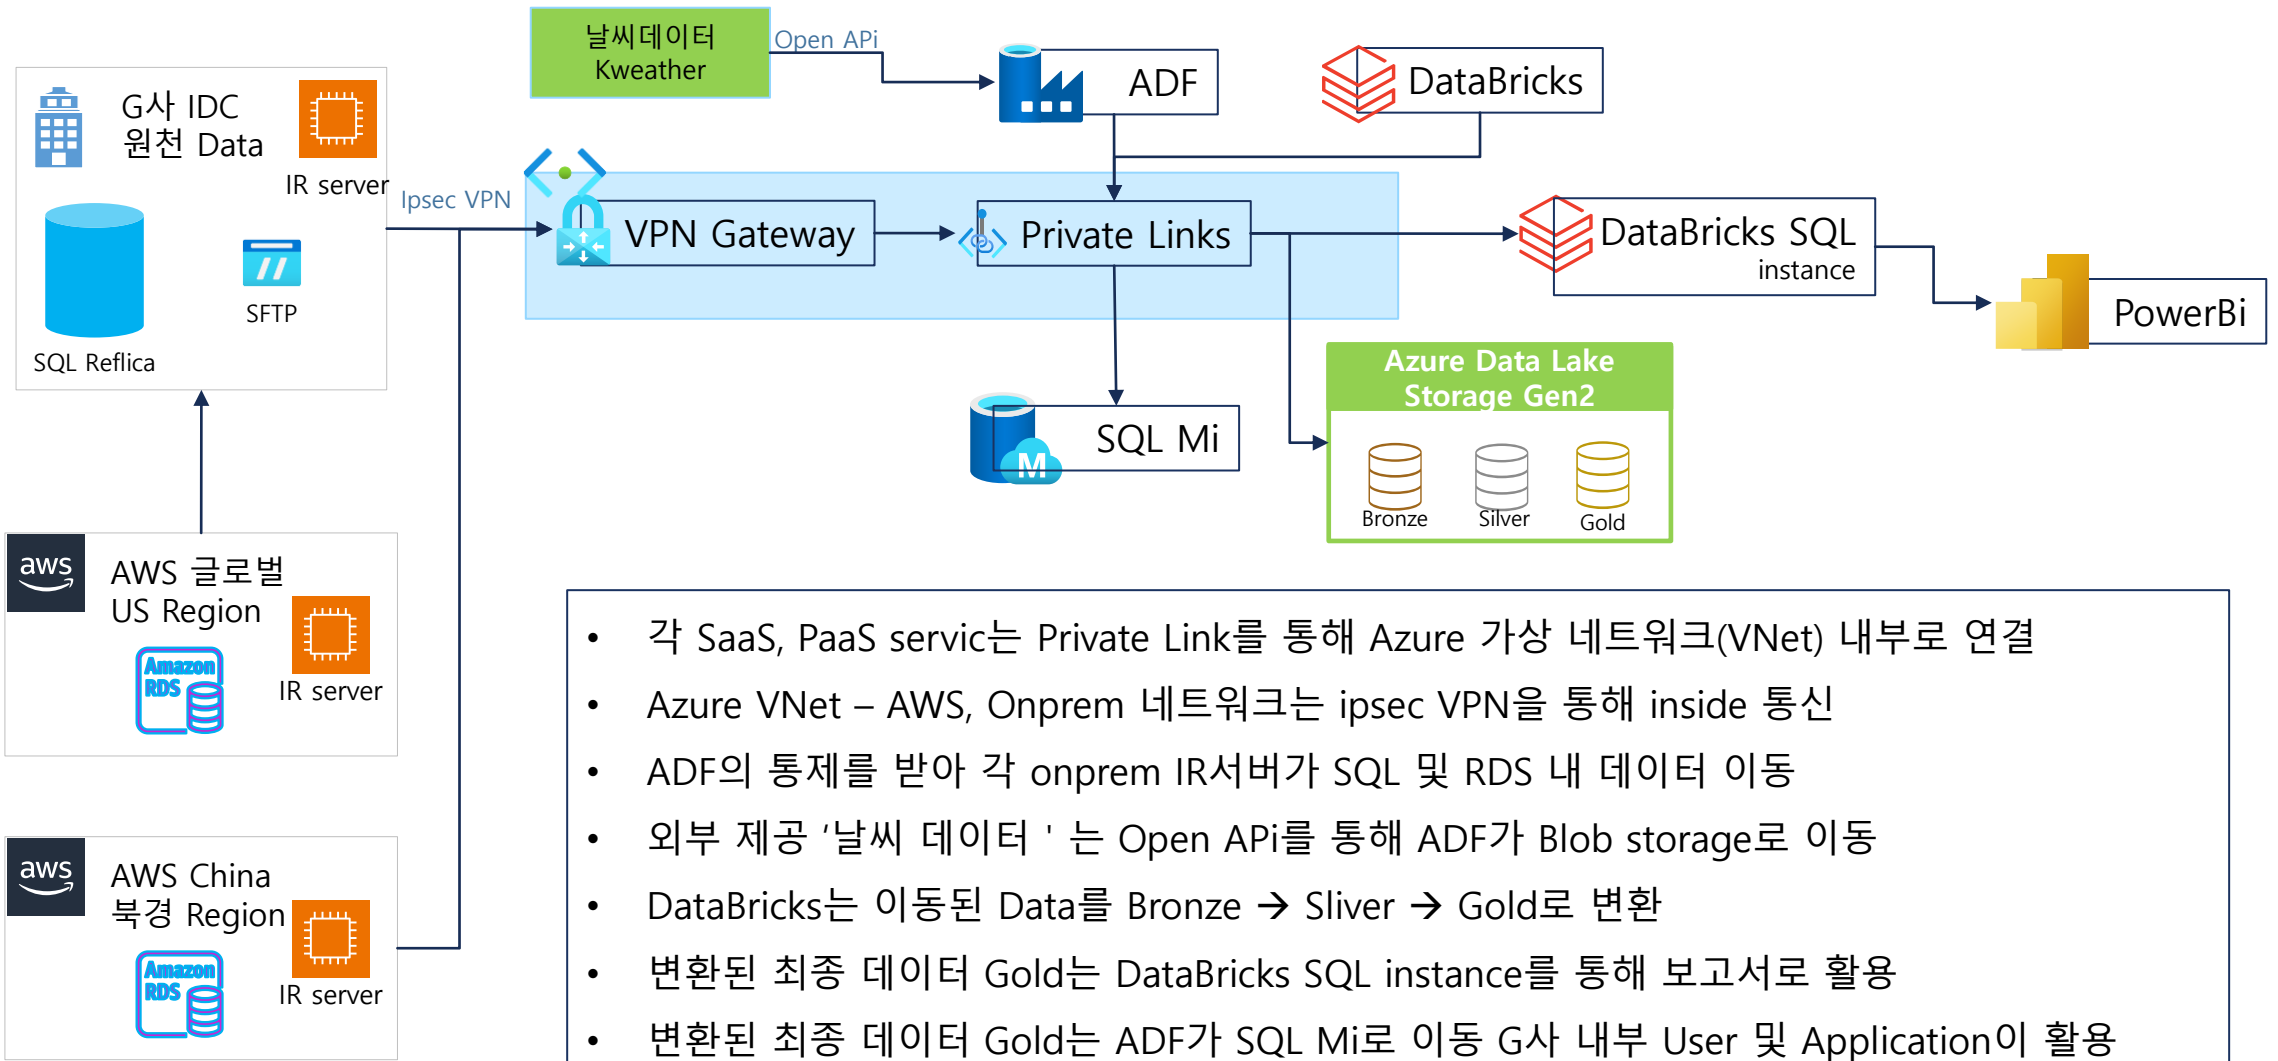 날씨데이터
Kweather
Open APi
ADF
DataBricks
G사 IDC
원천 Data
IR server
SQL Reflica
SFTP
Ipsec VPN
VPN Gateway
Private Links
DataBricks SQL
instance
PowerBi
SQL Mi
M
Azure Data Lake
Storage Gen2
Bronze
Silver
Gold
aws
AWS 글로벌
US Region
Amazon
RDS
IR server
aws
AWS China
북경 Region
Amazon
RDS
IR server
• 각 SaaS, PaaS servic는 Private Link를 통해 Azure 가상 네트워크(VNet) 내부로 연결
• Azure VNet – AWS, Onprem 네트워크는 ipsec VPN을 통해 inside 통신
• ADF의 통제를 받아 각 onprem IR서버가 SQL 및 RDS 내 데이터 이동
• 외부 제공 ‘날씨 데이터 ' 는 Open APi를 통해 ADF가 Blob storage로 이동
• DataBricks는 이동된 Data를 Bronze → Sliver → Gold로 변환
• 변환된 최종 데이터 Gold는 DataBricks SQL instance를 통해 보고서로 활용
• 변환된 최종 데이터 Gold는 ADF가 SQL Mi로 이동 G사 내부 User 및 Application이 활용